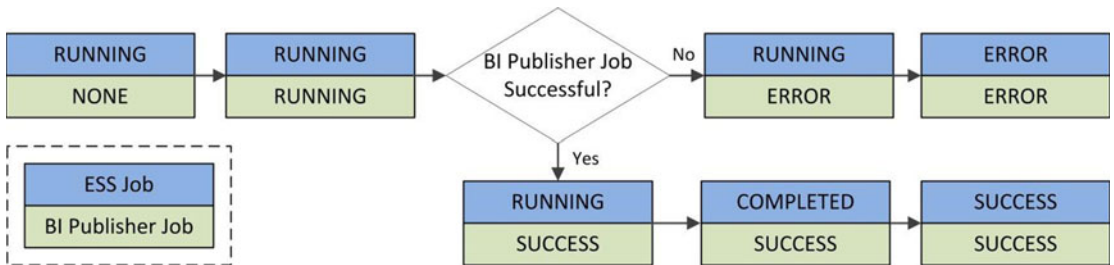 RUNNING
NONE
RUNNING
RUNNING
BI Publisher Job
Successful?
No
RUNNING
ERROR
ERROR
ERROR
Yes
ESS Job
BI Publisher Job
RUNNING
SUCCESS
COMPLETED
SUCCESS
SUCCESS
SUCCESS